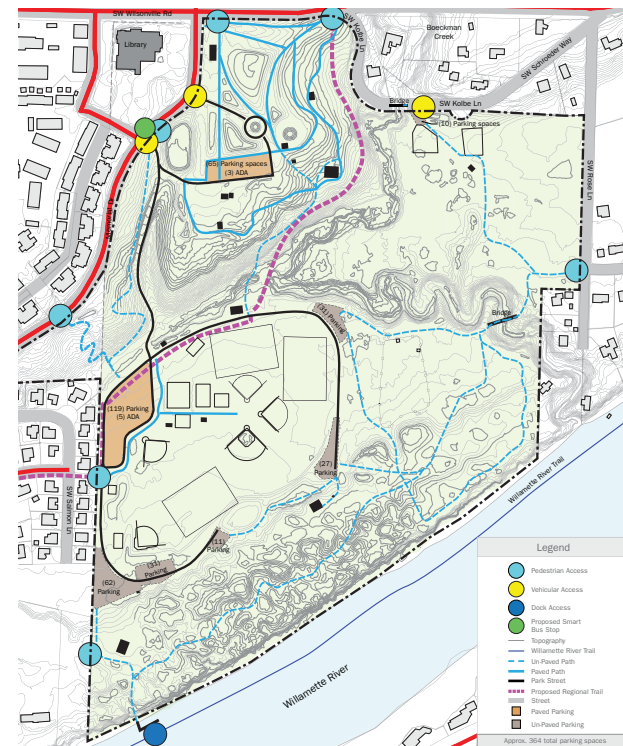 SW Wilsonville Rd
SW Kolbe Ln
Boeckman
Creek
Library
SW Schroeder Way
Bridge
SW Kolbe Ln
(10) Parking spaces
(65) Parking spaces
(3) ADA
SW Rose Ln
Memorial Dr
Bridge
(31) Parking
(119) Parking
(5) ADA
(27)
Parking
Willamette River Trail
SW Salmon Ln
(11)
Parking
(31)
Parking
(62)
Parking
Willamette River
Legend
Pedestrian Access
Vehicular Access
Dock Access
Proposed Smart
Bus Stop
Topography
Willamette River Trail
Un-Paved Path
Paved Path
Park Street
Proposed Regional Trail
Street
Paved Parking
Un-Paved Parking
Approx. 364 total parking spaces